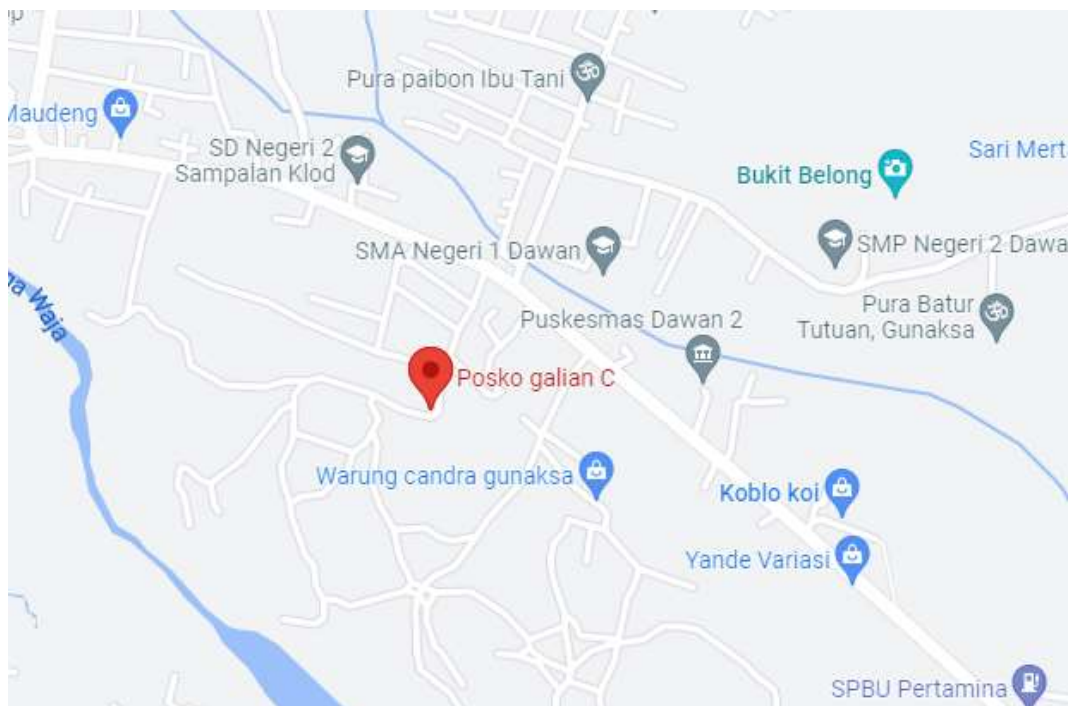 Pura paibon Ibu Tani
Maudeng
SD Negeri 2
Sampalan Klod
Bukit Belong
Sari Mert
SMA Negeri 1 Dawan
SMP Negeri 2 Dawa
Pura Batur
Tutuan, Gunaksa
Waja
Puskesmas Dawan 2
Posko galian C
Warung candra gunaksa
Koblo koi
Yande Variasi
SPBU Pertamina